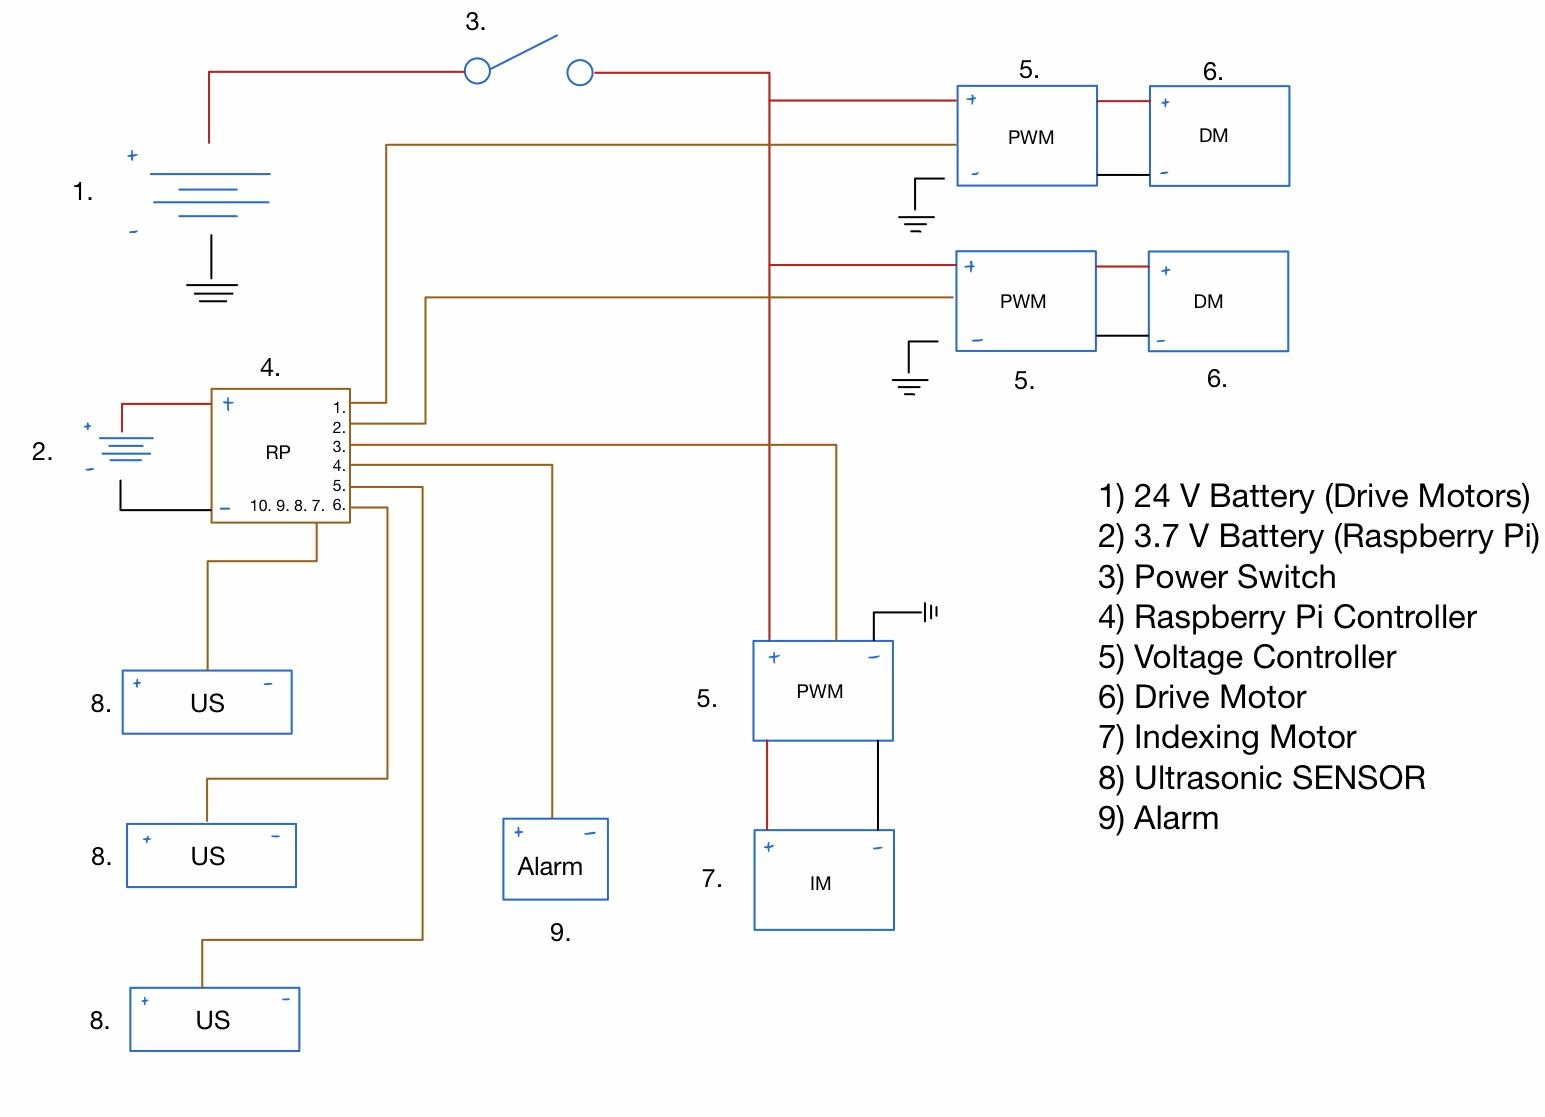 3.
5.
6.
+
PWM
-
+
DM
-
+
1.
-
+
PWM
-
+
DM
-
5.
6.
4.
+
RP
-
1.
2.
3.
4.
5.
10. 9. 8. 7. 6.
+
2.
-
1) 24 V Battery (Drive Motors)
2) 3.7 V Battery (Raspberry Pi)
3) Power Switch
4) Raspberry Pi Controller
5) Voltage Controller
6) Drive Motor
7) Indexing Motor
8) Ultrasonic SENSOR
9) Alarm
+ -
8. US
+ -
5. PWM
+ -
8. US
+ -
Alarm
9.
+ -
7. IM
+ -
8. US